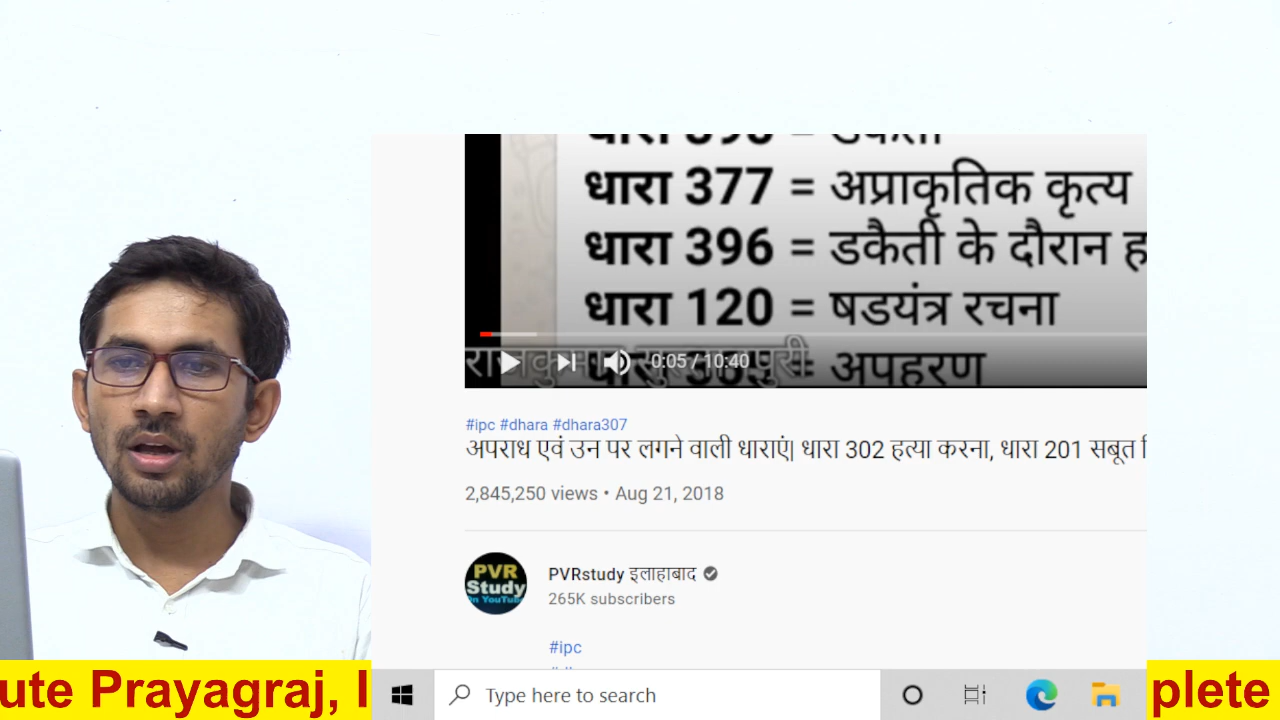 धारा 377 = अप्राकृतिक कृत्य
धारा 396 = डकैती के दौरान ह
धारा 120 = षडयंत्र रचना
= अपहरण
0:05 / 10:40
#ipc #dhara #dhara307
अपराध एवं उन पर लगने वाली धाराएं| धारा 302 हत्या करना, धारा 201 सबूत
2,845,250 views • Aug 21, 2018
PVR Study On YouTube
PVRstudy इलाहाबाद
265K subscribers
#ipc
ute Prayagraj, I
plete
Type here to search